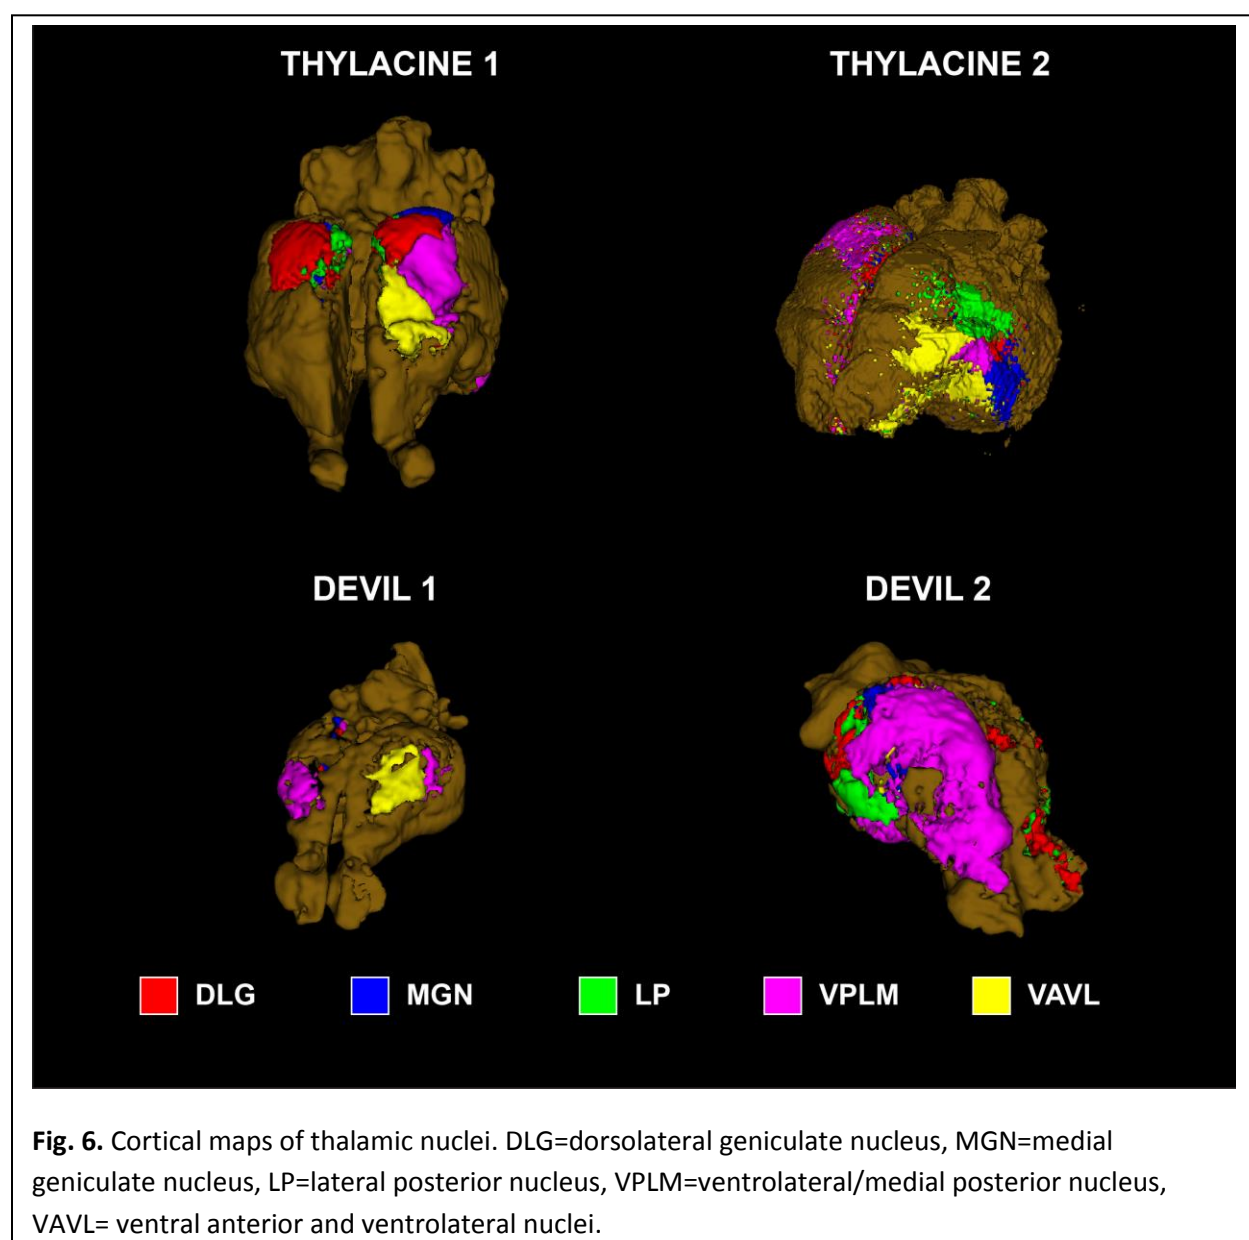 THYLACINE 1
THYLACINE 2
DEVIL 1
DEVIL 2
DLG
MGN
LP
VPLM
VAVL
Fig. 6. Cortical maps of thalamic nuclei. DLG=dorsolateral geniculate nucleus, MGN=medial
geniculate nucleus, LP=lateral posterior nucleus, VPLM=ventrolateral/medial posterior nucleus,
VAVL= ventral anterior and ventrolateral nuclei.